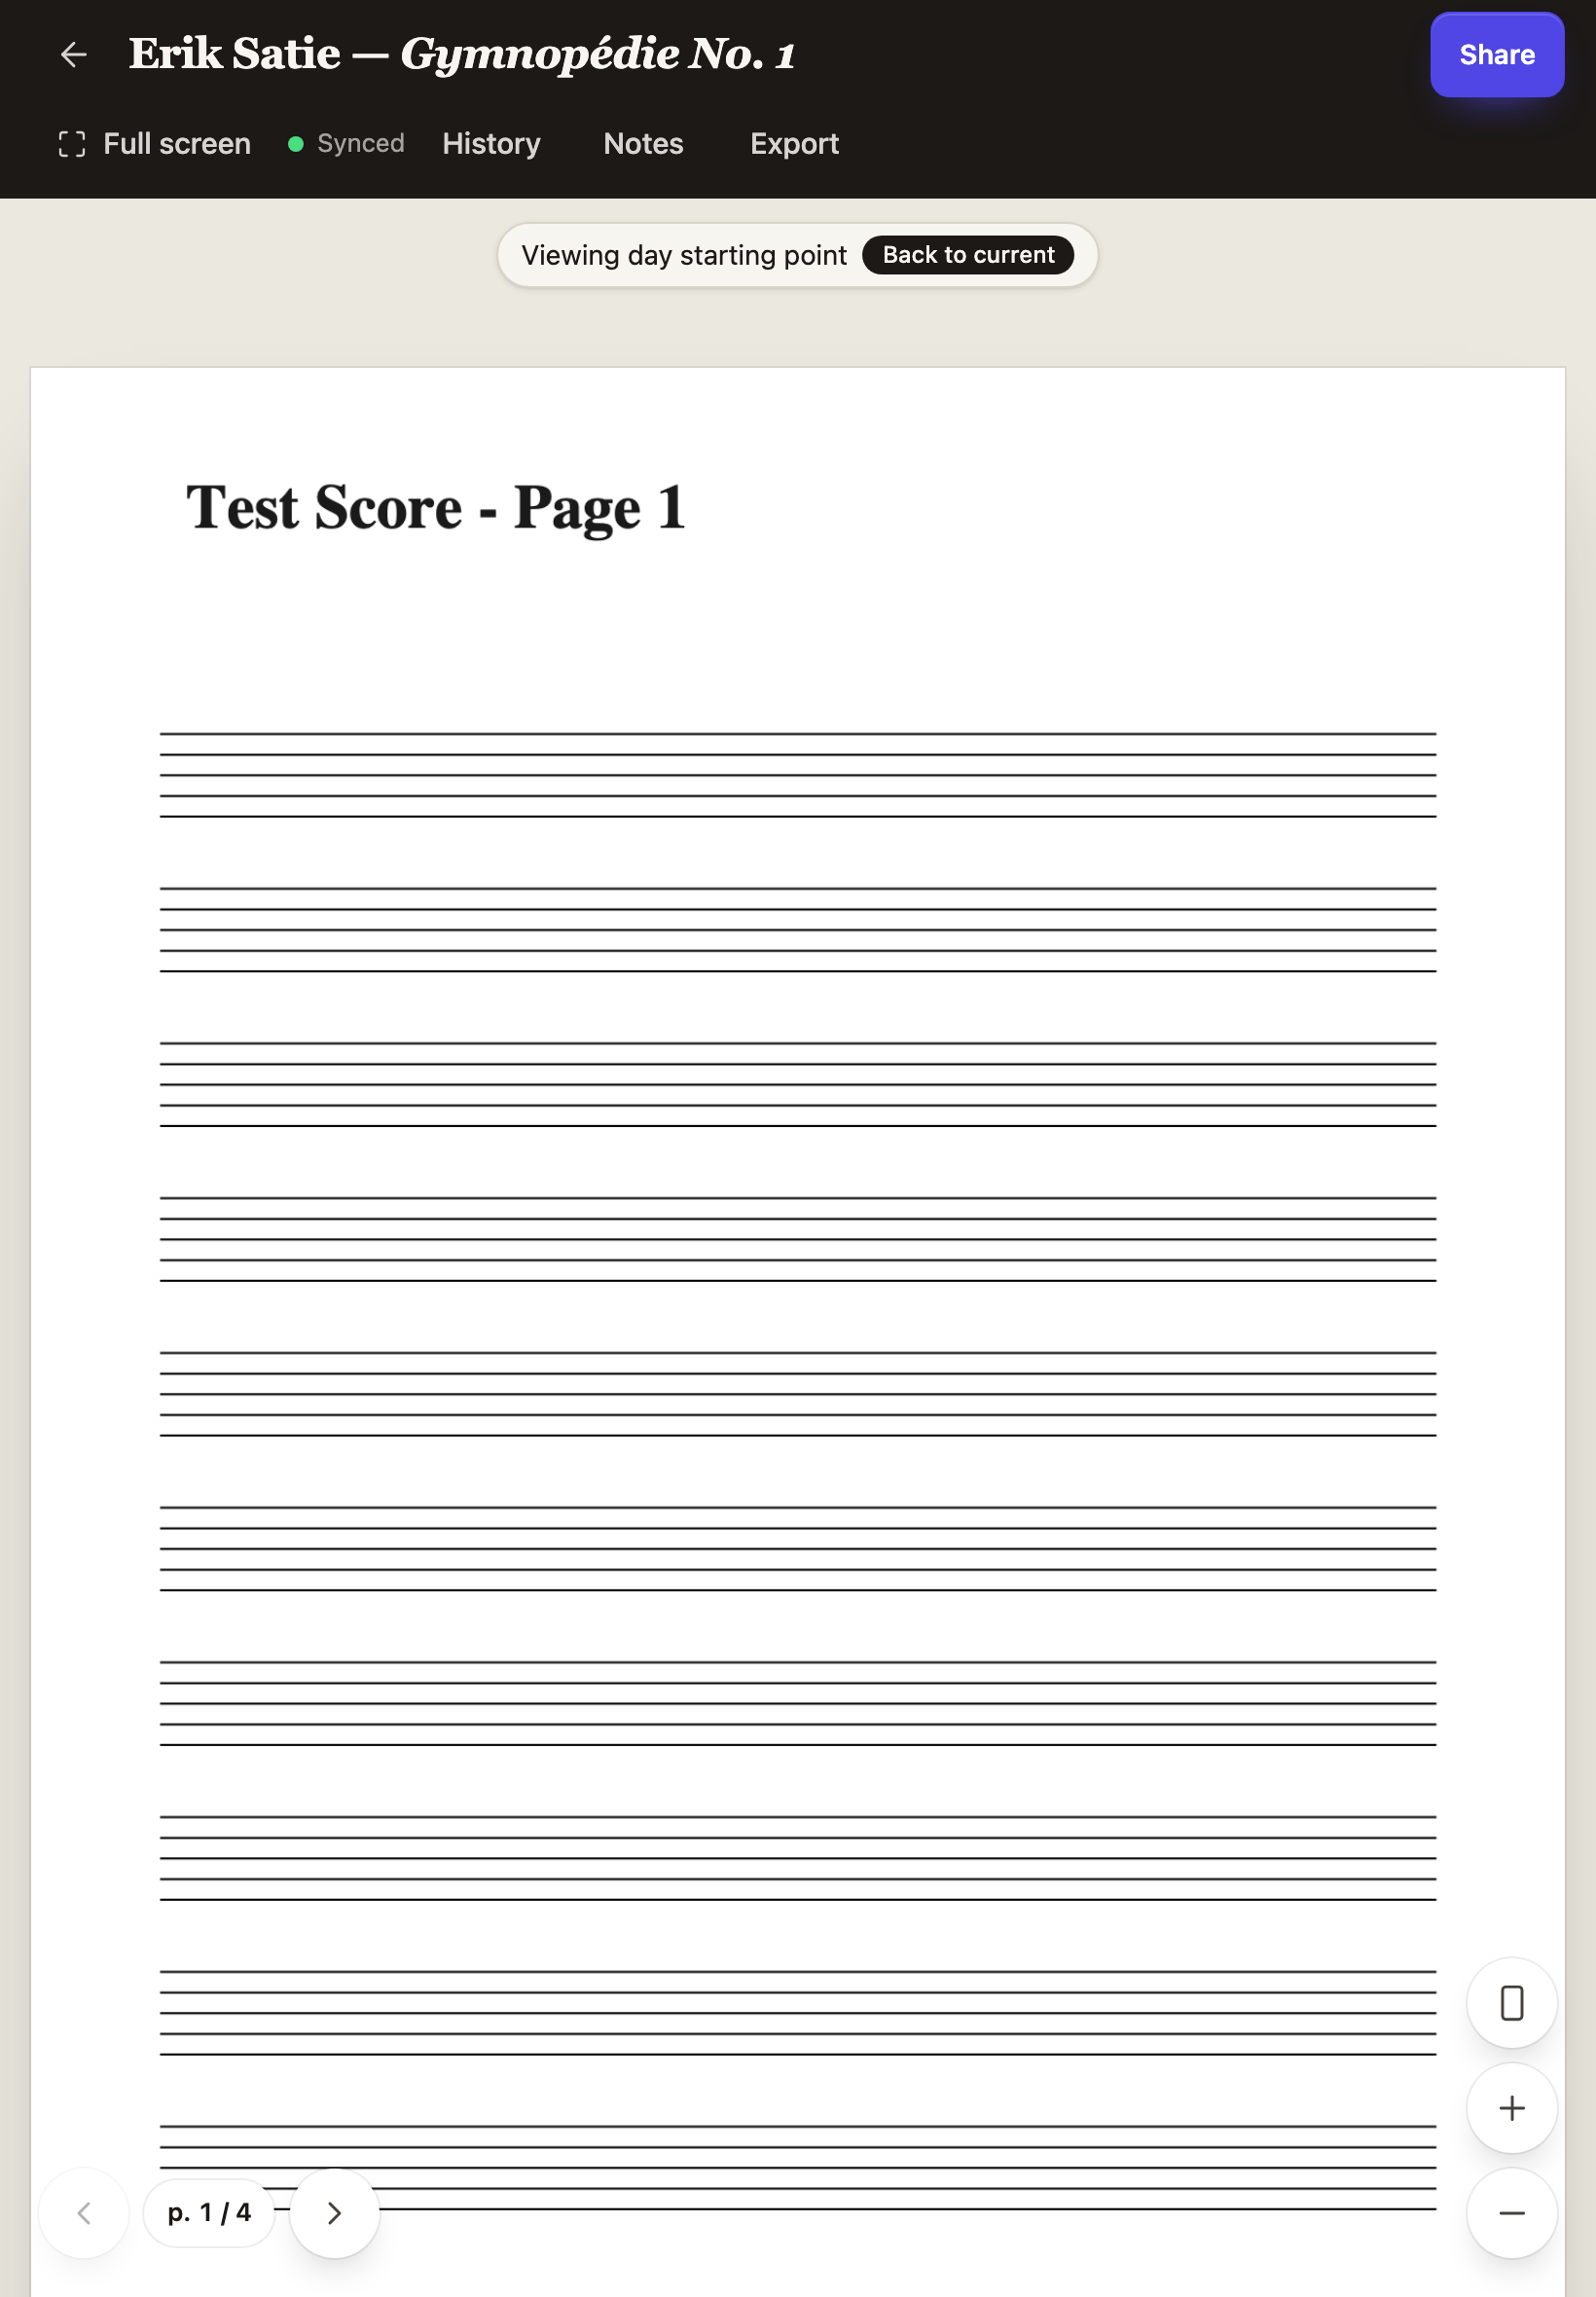 Erik Satie — Gymnopédie No. 1
Share
Full screen Synced History Notes Export
Viewing day starting point Back to current
Test Score - Page 1
p. 1 / 4